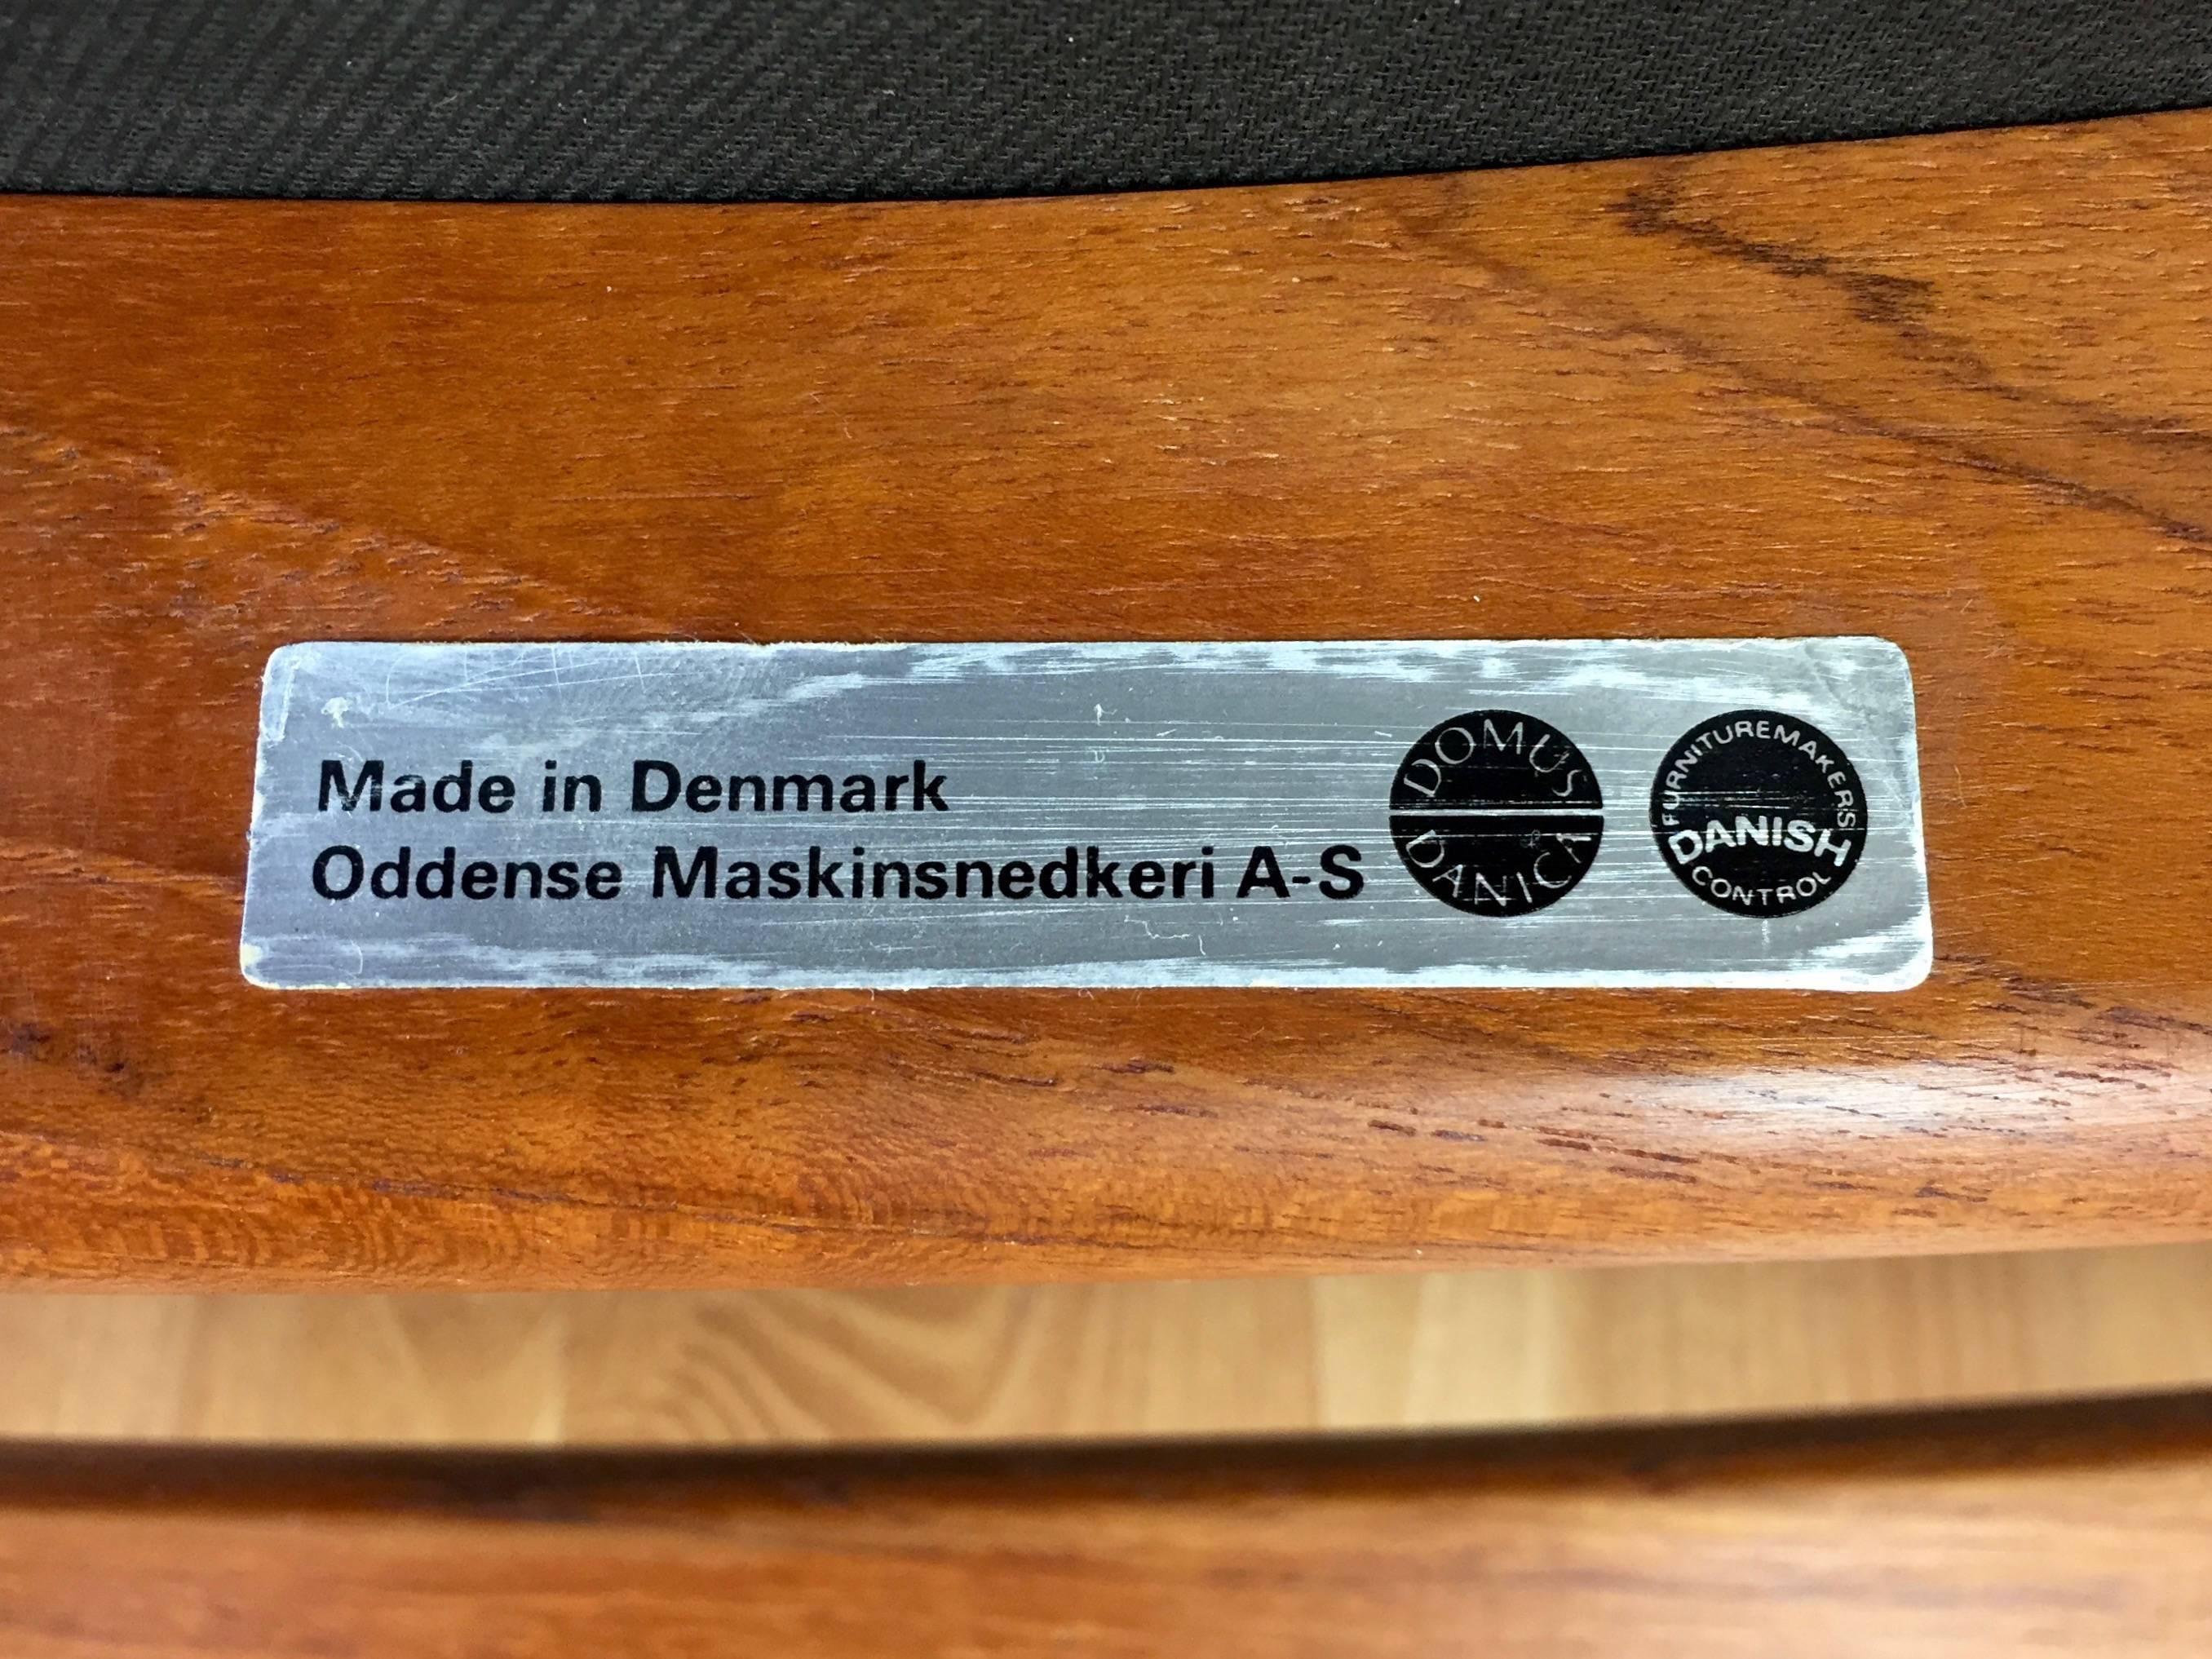 Made in Denmark
Oddense Maskinsnedkeri A-S
DOMUS
DANICA
FURNITUREMAKERS
DANISH
CONTROL